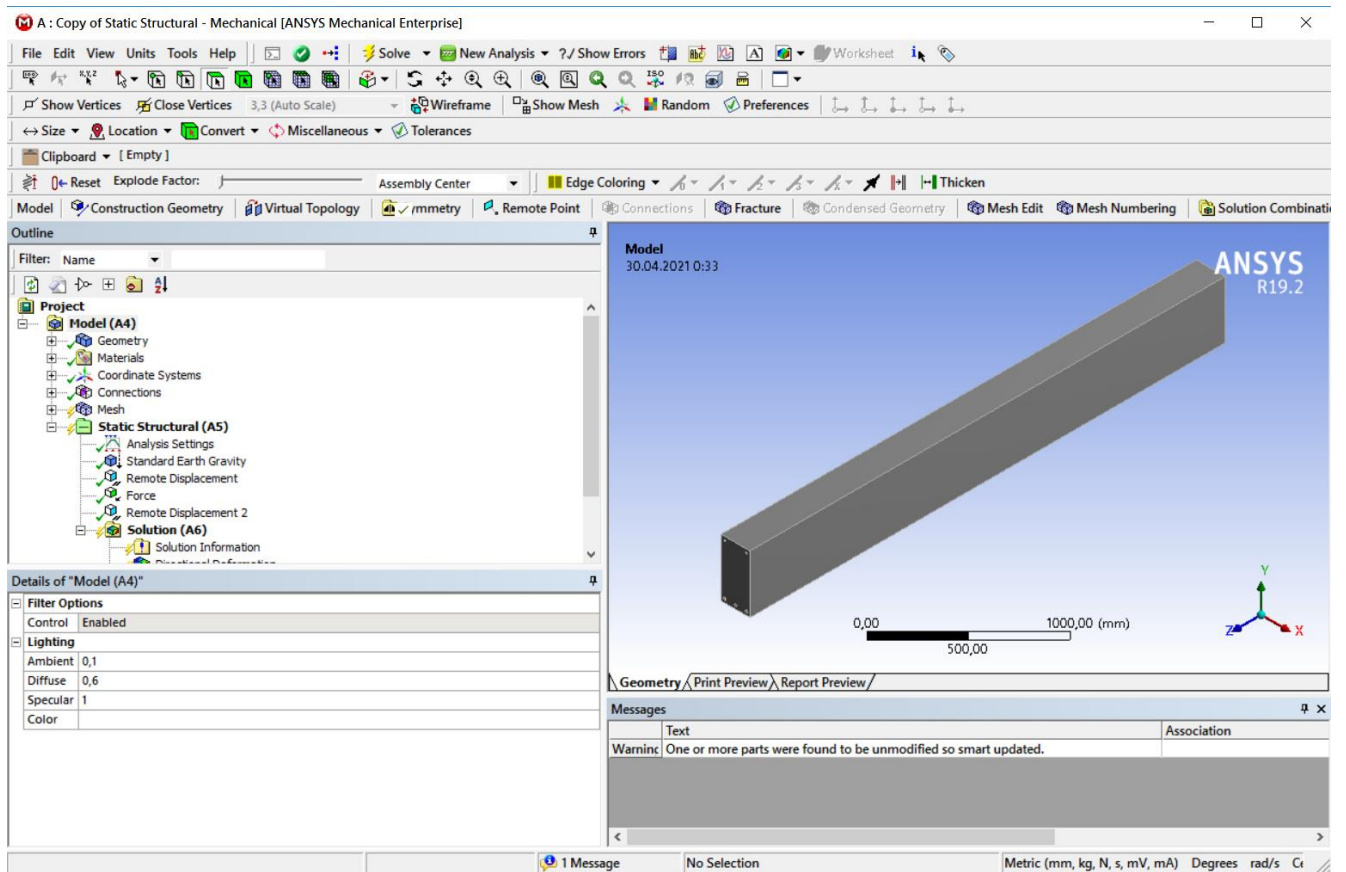 A : Copy of Static Structural - Mechanical [ANSYS Mechanical Enterprise]
File Edit View Units Tools Help Solve New Analysis ?/ Show Errors Worksheet
Show Vertices Close Vertices 3,3 (Auto Scale) Wireframe Show Mesh Random Preferences
Size Location Convert Miscellaneous Tolerances
Clipboard [ Empty ]
Reset Explode Factor: Assembly Center Edge Coloring Thicken
Model Construction Geometry Virtual Topology mmetry Remote Point Connections Fracture Condensed Geometry Mesh Edit Mesh Numbering Solution Combinati
Outline
Filter: Name
Project
Model (A4)
Geometry
Materials
Coordinate Systems
Connections
Mesh
Static Structural (A5)
Analysis Settings
Standard Earth Gravity
Remote Displacement
Force
Remote Displacement 2
Solution (A6)
Solution Information
Details of "Model (A4)"
Filter Options
Control Enabled
Lighting
Ambient 0,1
Diffuse 0,6
Specular 1
Color
Model
30.04.2021 0:33
ANSYS
R19.2
0,00 1000,00 (mm)
500,00
Y
Z X
Geometry Print Preview Report Preview
Messages
Text Association
Warninc One or more parts were found to be unmodified so smart updated.
1 Message No Selection Metric (mm, kg, N, s, mV, mA) Degrees rad/s Ce